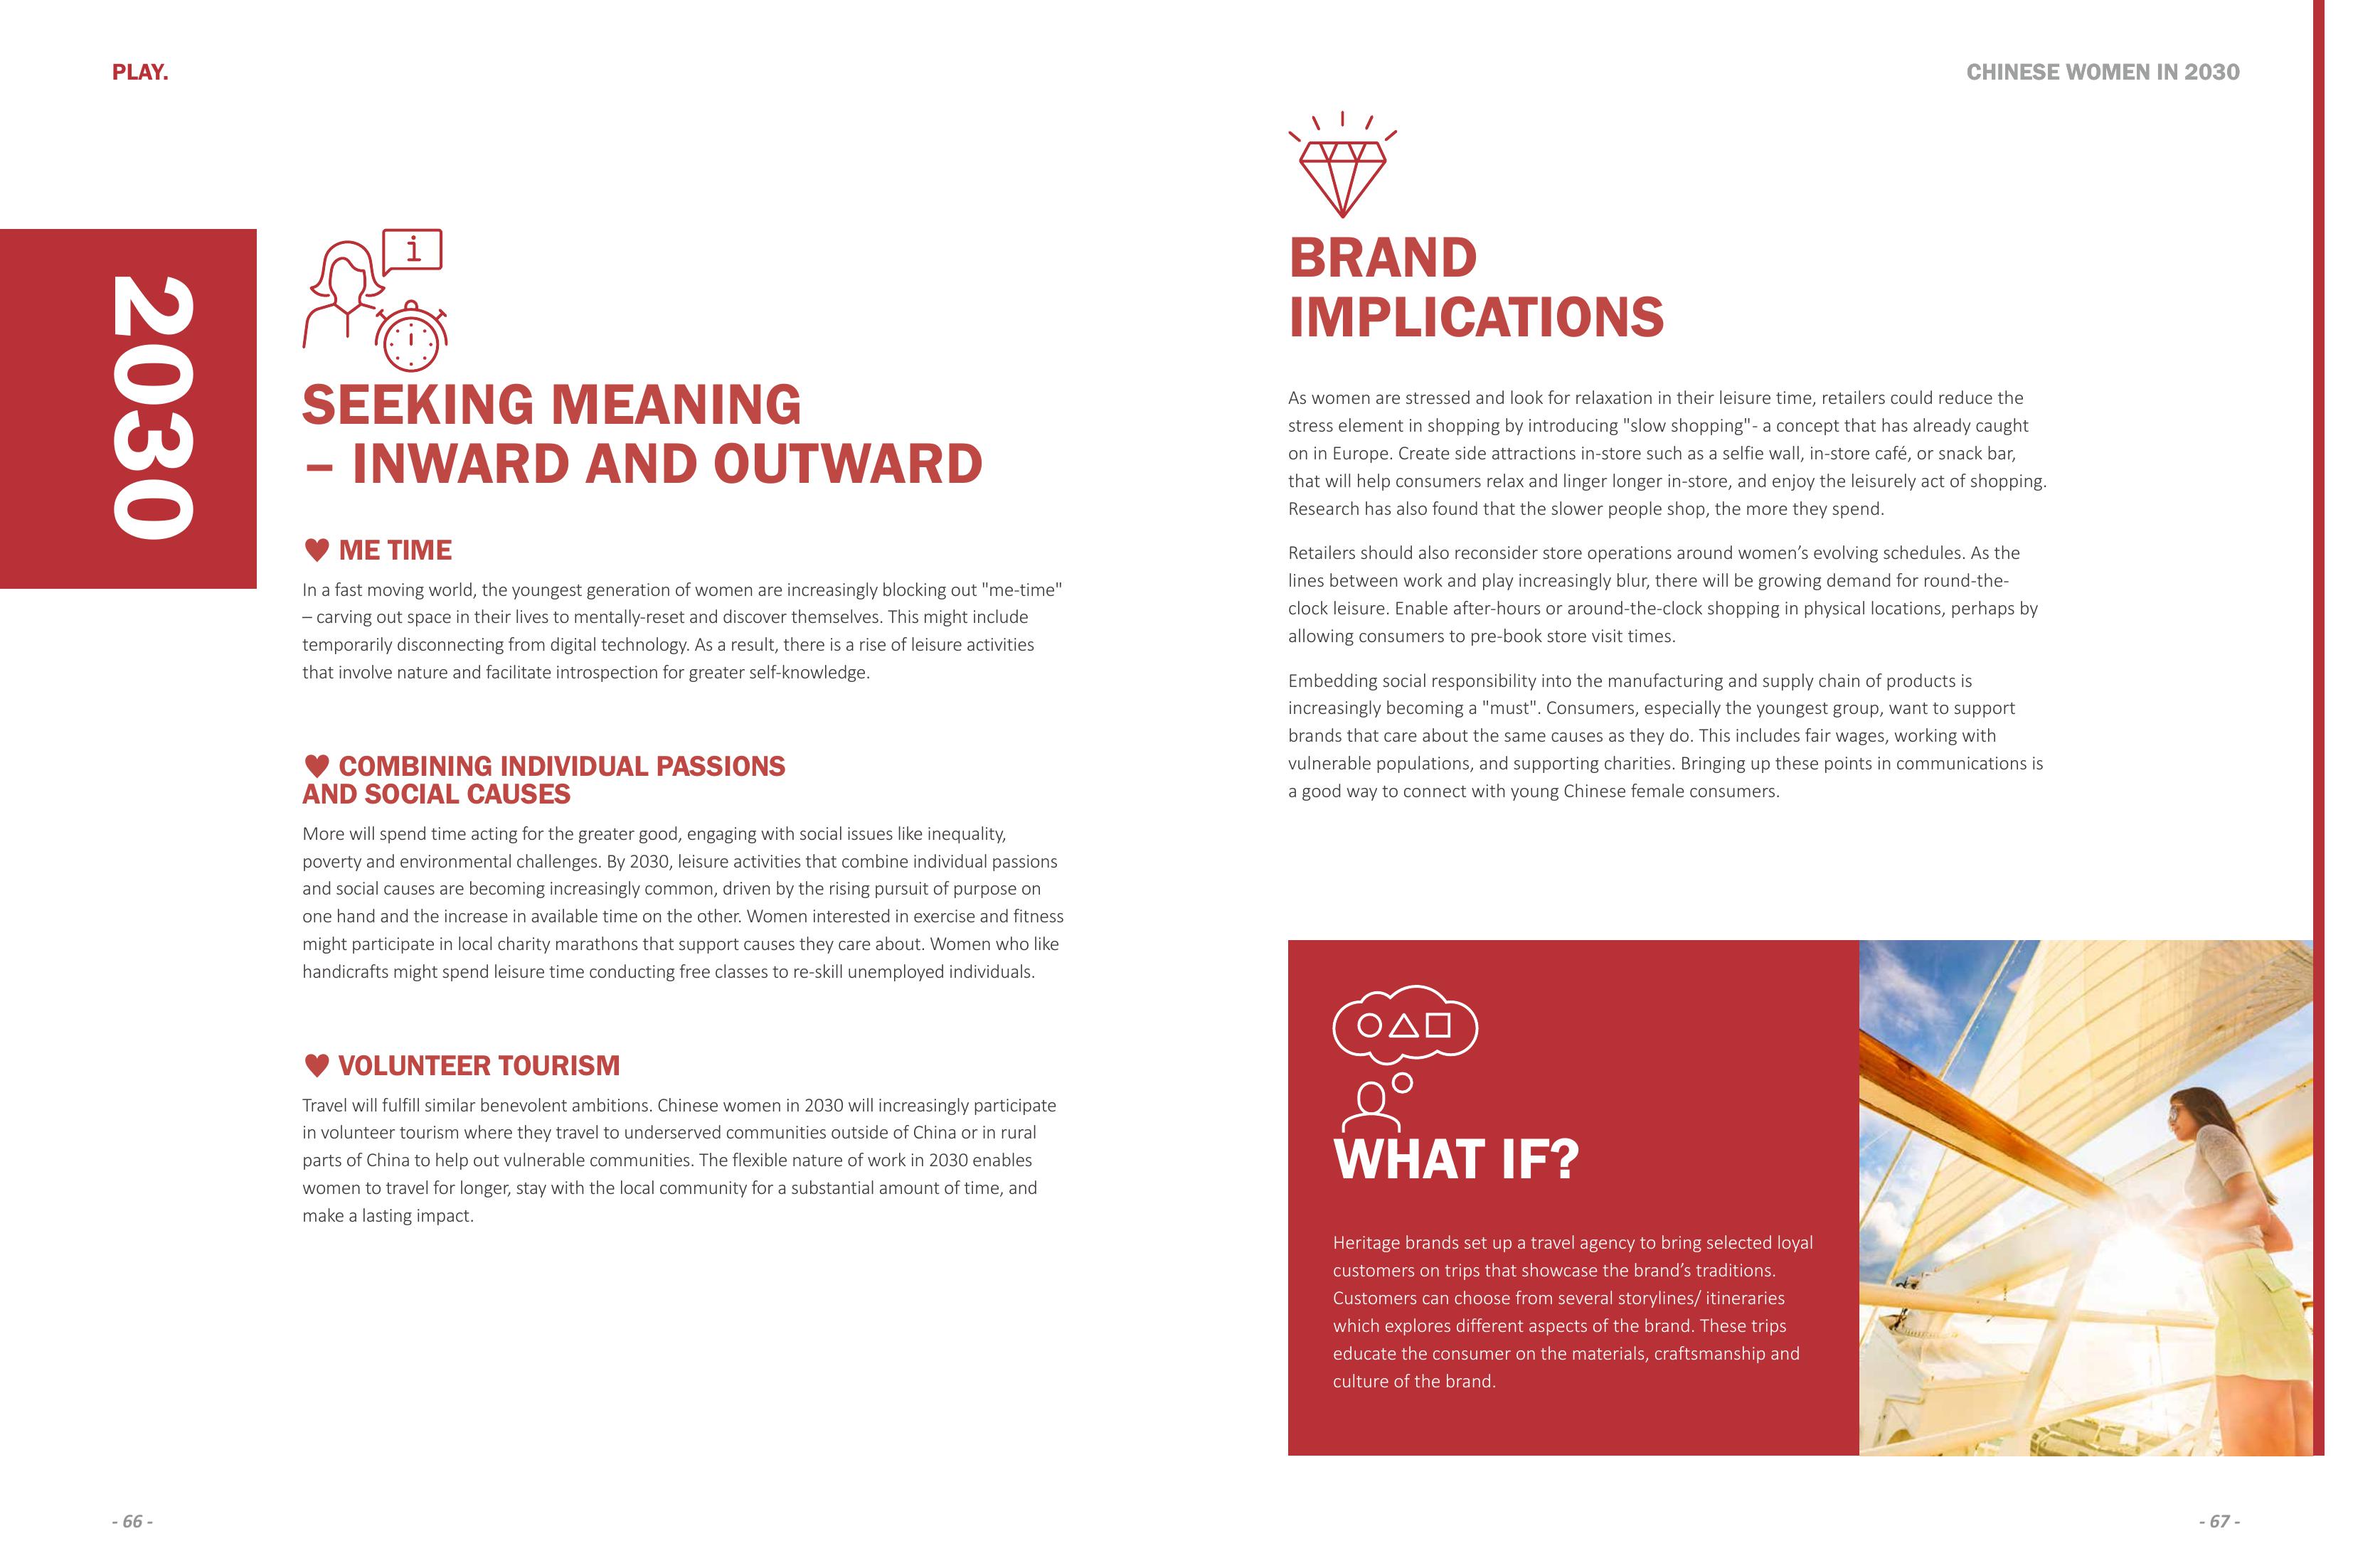 PLAY.
2030
SEEKING MEANING
– INWARD AND OUTWARD
♥ ME TIME
In a fast moving world, the youngest generation of women are increasingly blocking out "me-time"
– carving out space in their lives to mentally-reset and discover themselves. This might include
temporarily disconnecting from digital technology. As a result, there is a rise of leisure activities
that involve nature and facilitate introspection for greater self-knowledge.
♥ COMBINING INDIVIDUAL PASSIONS
AND SOCIAL CAUSES
More will spend time acting for the greater good, engaging with social issues like inequality,
poverty and environmental challenges. By 2030, leisure activities that combine individual passions
and social causes are becoming increasingly common, driven by the rising pursuit of purpose on
one hand and the increase in available time on the other. Women interested in exercise and fitness
might participate in local charity marathons that support causes they care about. Women who like
handicrafts might spend leisure time conducting free classes to re-skill unemployed individuals.
♥ VOLUNTEER TOURISM
Travel will fulfill similar benevolent ambitions. Chinese women in 2030 will increasingly participate
in volunteer tourism where they travel to underserved communities outside of China or in rural
parts of China to help out vulnerable communities. The flexible nature of work in 2030 enables
women to travel for longer, stay with the local community for a substantial amount of time, and
make a lasting impact.
- 66 -
CHINESE WOMEN IN 2030
BRAND
IMPLICATIONS
As women are stressed and look for relaxation in their leisure time, retailers could reduce the
stress element in shopping by introducing "slow shopping"- a concept that has already caught
on in Europe. Create side attractions in-store such as a selfie wall, in-store café, or snack bar,
that will help consumers relax and linger longer in-store, and enjoy the leisurely act of shopping.
Research has also found that the slower people shop, the more they spend.
Retailers should also reconsider store operations around women's evolving schedules. As the
lines between work and play increasingly blur, there will be growing demand for round-the-
clock leisure. Enable after-hours or around-the-clock shopping in physical locations, perhaps by
allowing consumers to pre-book store visit times.
Embedding social responsibility into the manufacturing and supply chain of products is
increasingly becoming a "must". Consumers, especially the youngest group, want to support
brands that care about the same causes as they do. This includes fair wages, working with
vulnerable populations, and supporting charities. Bringing up these points in communications is
a good way to connect with young Chinese female consumers.
WHAT IF?
Heritage brands set up a travel agency to bring selected loyal
customers on trips that showcase the brand's traditions.
Customers can choose from several storylines/ itineraries
which explores different aspects of the brand. These trips
educate the consumer on the materials, craftsmanship and
culture of the brand.
- 67 -